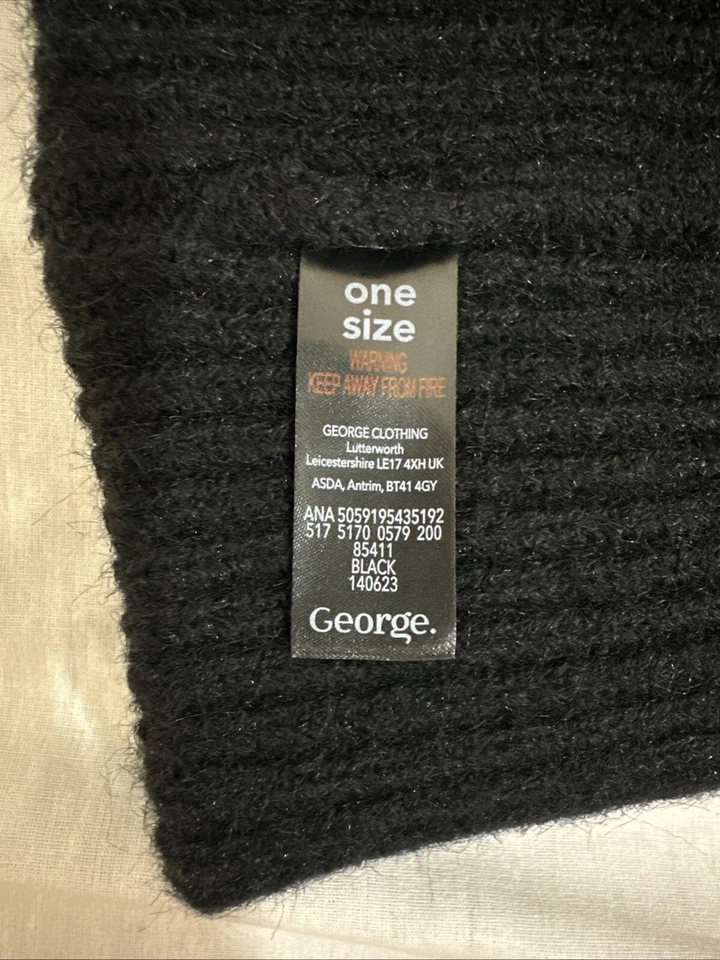 one
size
WARNING
KEEP AWAY FROM FIRE
GEORGE CLOTHING
Lutterworth
Leicestershire LE17 4XH UK
ASDA, Antrim, BT41 4GY
ANA 5059195435192
517 5170 0579 200
85411
BLACK
140623
George.